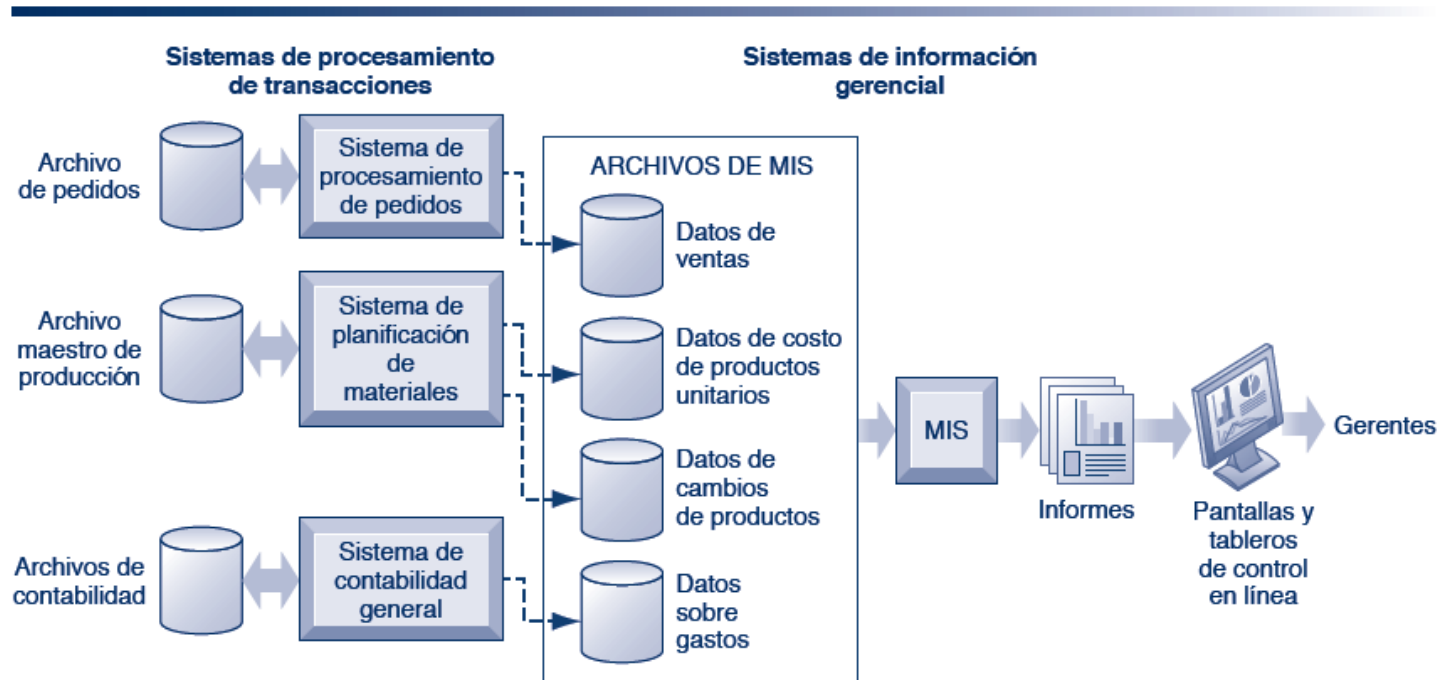 Sistemas de procesamiento
de transacciones
Sistemas de información
gerencial
Archivo
de pedidos
Sistema de
procesamiento
de pedidos
Archivo
maestro de
producción
Sistema de
planificación
de
materiales
Archivos de
contabilidad
Sistema de
contabilidad
general
ARCHIVOS DE MIS
Datos de
ventas
Datos de costo
de productos
unitarios
Datos de
cambios
de productos
Datos
sobre
gastos
MIS
Informes
Pantallas y
tableros
de control
en línea
Gerentes